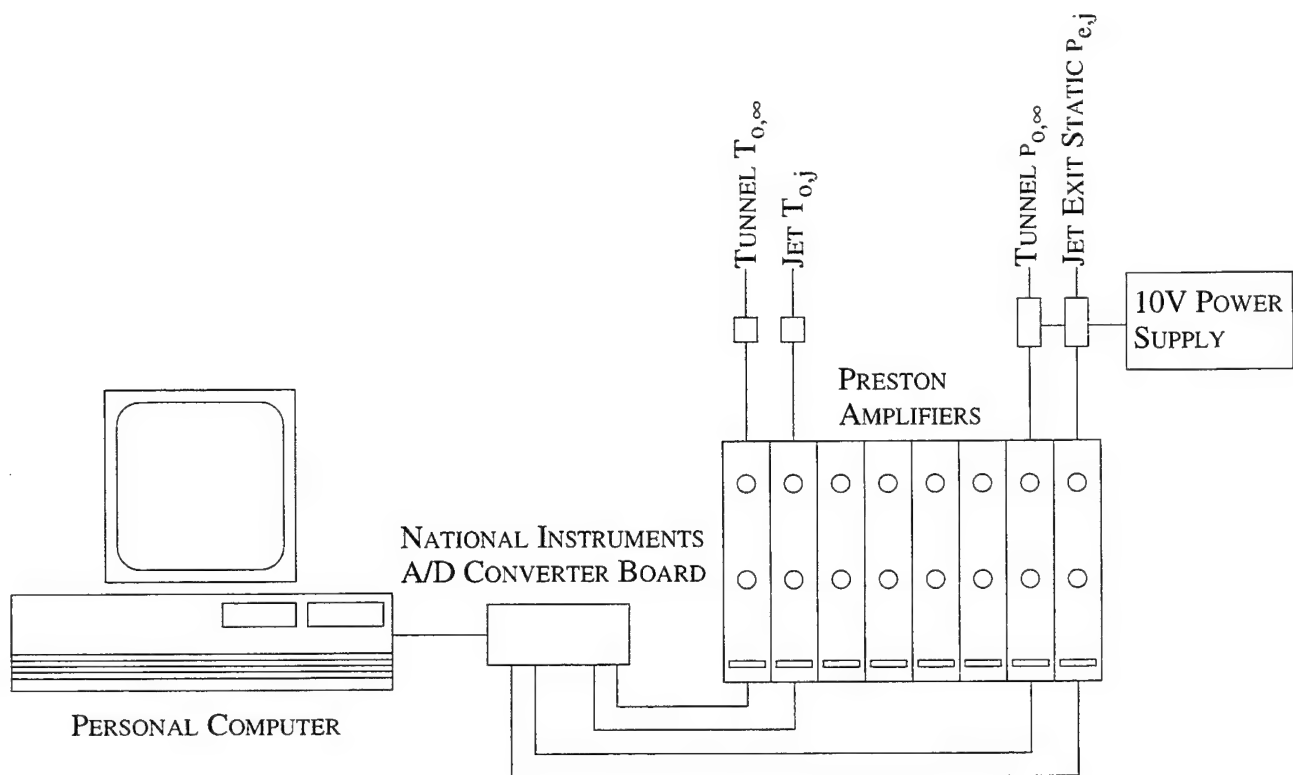 TUNNEL T₀,∞
JET T₀,j
TUNNEL P₀,∞
JET EXIT STATIC Pₑ,j
10V POWER
SUPPLY
PRESTON
AMPLIFIERS
NATIONAL INSTRUMENTS
A/D CONVERTER BOARD
PERSONAL COMPUTER